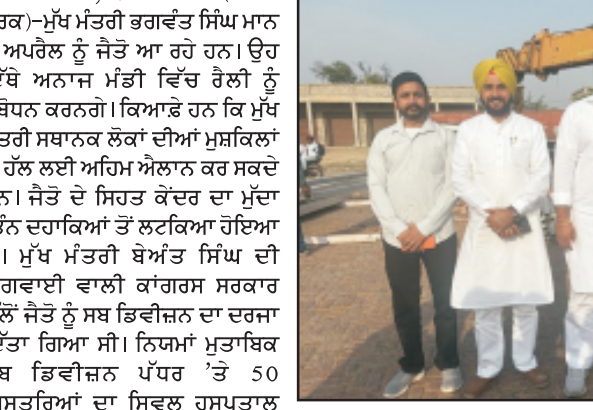 ਰਕ)-ਮੁੱਖ ਮੰਤਰੀ ਭਗਵੰਤ ਸਿੰਘ ਮਾਨ
ਅਪਰੈਲ ਨੂੰ ਜੈਤੋ ਆ ਰਹੇ ਹਨ। ਉਹ
ਅਨਾਜ ਮੰਡੀ ਵਿੱਚ ਰੈਲੀ ਨੂੰ
ਬੋਧਨ ਕਰਨਗੇ। ਕਿਆਫ਼ੇ ਹਨ ਕਿ ਮੁੱਖ
ਤਰੀ ਸਥਾਨਕ ਲੋਕਾਂ ਦੀਆਂ ਮੁਸ਼ਕਿਲਾਂ
ਹੱਲ ਲਈ ਅਹਿਮ ਐਲਾਨ ਕਰ ਸਕਦੇ
ਨ। ਜੈਤੋ ਦੇ ਸਿਹਤ ਕੇਂਦਰ ਦਾ ਮੁੱਦਾ
ਦਹਾਕਿਆਂ ਤੋਂ ਲਟਕਿਆ ਹੋਇਆ
। ਮੁੱਖ ਮੰਤਰੀ ਬੇਅੰਤ ਸਿੰਘ ਦੀ
ਗਵਾਈ ਵਾਲੀ ਕਾਂਗਰਸ ਸਰਕਾਰ
ਲੋਂ ਜੈਤੋ ਨੂੰ ਸਬ ਡਿਵੀਜ਼ਨ ਦਾ ਦਰਜਾ
ਗਿਆ ਸੀ। ਨਿਯਮਾਂ ਮੁਤਾਬਿਕ
ਬ ਡਿਵੀਜ਼ਨ ਪੱਧਰ 'ਤੇ 50
ਸਤਰਿਆਂ ਦਾ ਸਿਵਲ ਹਸਪਤਾਲ